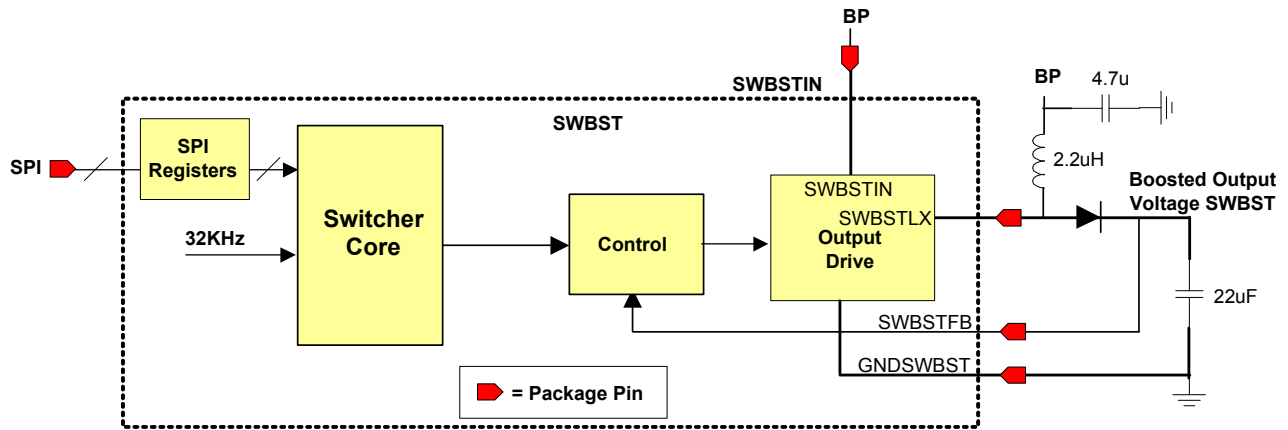 BP
SWBSTIN
BP
4.7u
SWBST
SPI
SPI
Registers
2.2uH
Boosted Output
Voltage SWBST
SWBSTIN
SWBSTLX
Switcher
Core
32KHz
Control
Output
Drive
22uF
SWBSTFB
GNDSWBST
= Package Pin